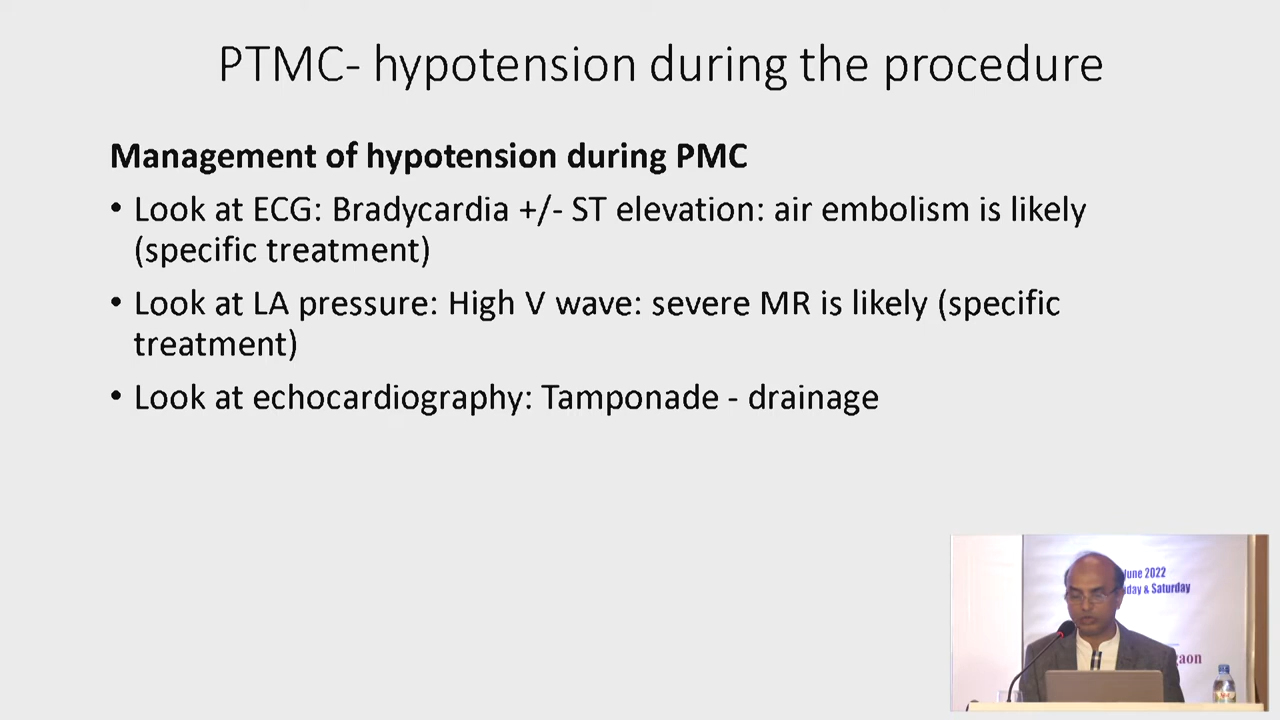 PTMC- hypotension during the procedure
Management of hypotension during PMC
• Look at ECG: Bradycardia +/- ST elevation: air embolism is likely
(specific treatment)
• Look at LA pressure: High V wave: severe MR is likely (specific
treatment)
• Look at echocardiography: Tamponade - drainage
June 2022
& Saturday